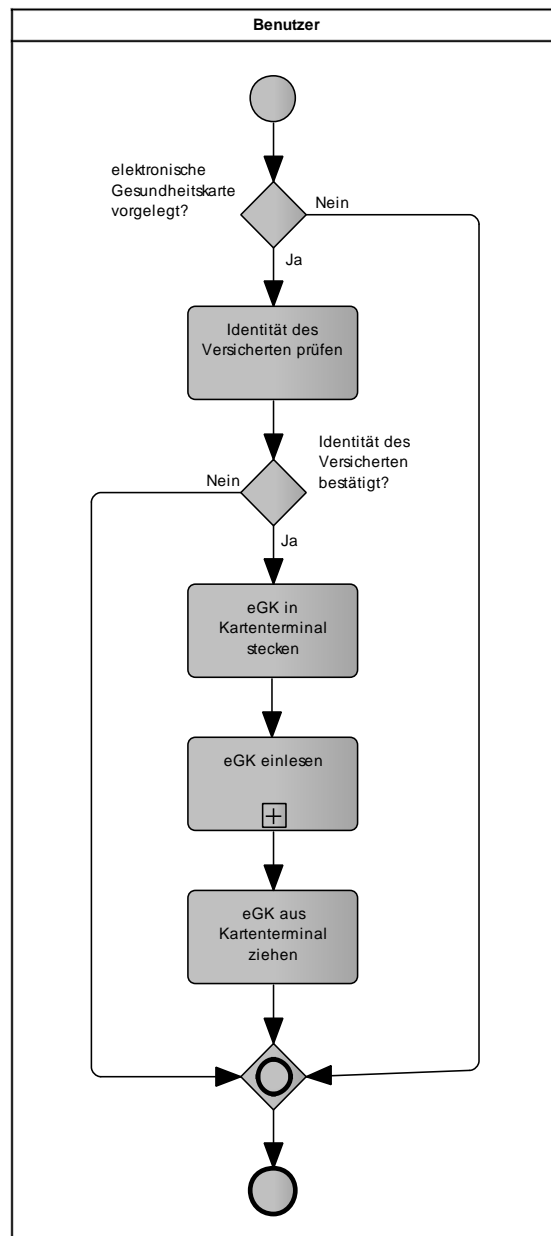 Benutzer
elektronische
Gesundheitskarte
vorgelegt?
Nein
Ja
Identität des
Versicherten prüfen
Identität des
Versicherten
bestätigt?
Nein
Ja
eGK in
Kartenterminal
stecken
eGK einlesen
eGK aus
Kartenterminal
ziehen